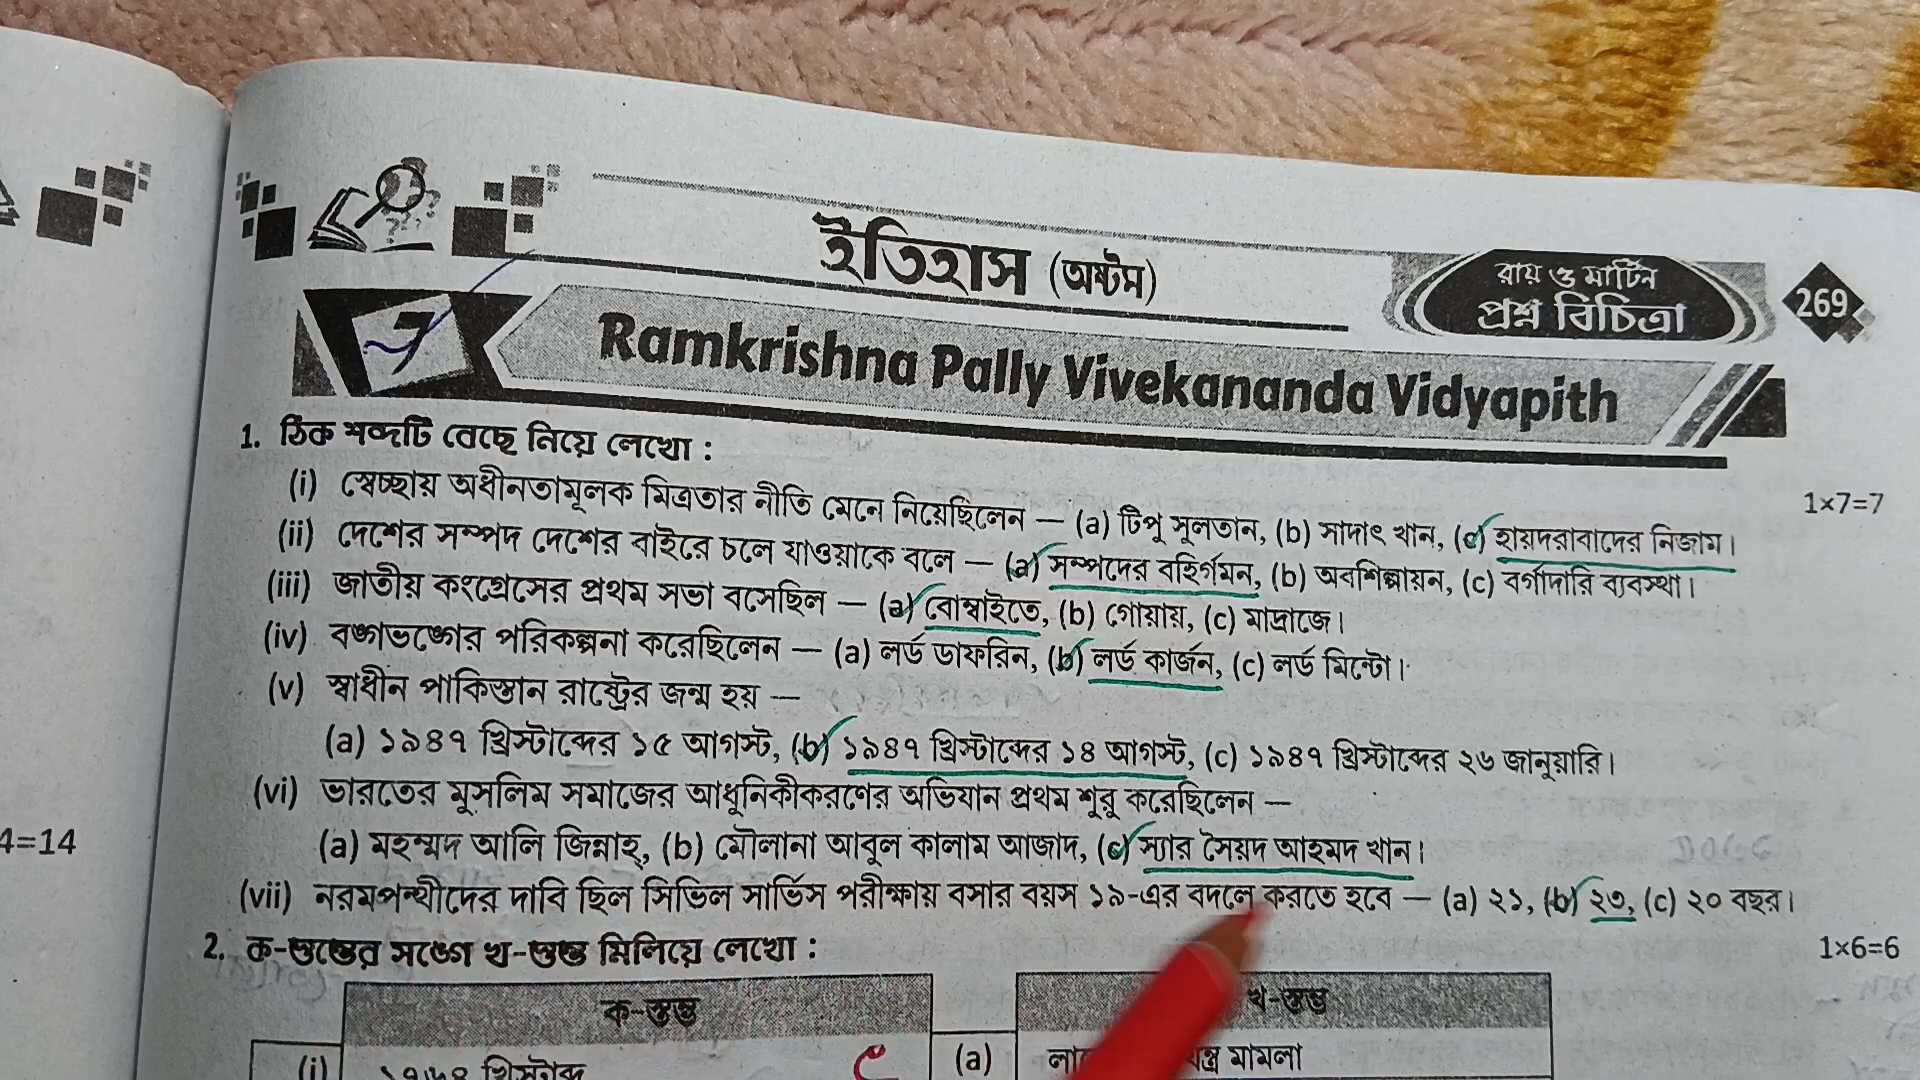 ইতিহাস (অষ্টম)
রায় ও মার্টিন
প্রশ্ন বিচিত্রা
269
7
Ramkrishna Pally Vivekananda Vidyapith
1. ঠিক শব্দটি বেছে নিয়ে লেখো :
1×7=7
(i) স্বেচ্ছায় অধীনতামূলক মিত্রতার নীতি মেনে নিয়েছিলেন — (a) টিপু সুলতান, (b) সাদাৎ খান, (c) হায়দরাবাদের নিজাম।
(ii) দেশের সম্পদ দেশের বাইরে চলে যাওয়াকে বলে — (a) সম্পদের বহির্গমন, (b) অবশিল্পায়ন, (c) বর্গাদারি ব্যবস্থা।
(iii) জাতীয় কংগ্রেসের প্রথম সভা বসেছিল — (a) বোম্বাইতে, (b) গোয়ায়, (c) মাদ্রাজে।
(iv) বঙ্গভঙ্গের পরিকল্পনা করেছিলেন — (a) লর্ড ডাফরিন, (b) লর্ড কার্জন, (c) লর্ড মিন্টো।
(v) স্বাধীন পাকিস্তান রাষ্ট্রের জন্ম হয় —
(a) ১৯৪৭ খ্রিস্টাব্দের ১৫ আগস্ট, (b) ১৯৪৭ খ্রিস্টাব্দের ১৪ আগস্ট, (c) ১৯৪৭ খ্রিস্টাব্দের ২৬ জানুয়ারি।
(vi) ভারতের মুসলিম সমাজের আধুনিকীকরণের অভিযান প্রথম শুরু করেছিলেন —
(a) মহম্মদ আলি জিন্নাহ্, (b) মৌলানা আবুল কালাম আজাদ, (c) স্যার সৈয়দ আহমদ খান।
4=14
(vii) নরমপন্থীদের দাবি ছিল সিভিল সার্ভিস পরীক্ষায় বসার বয়স ১৯-এর বদলে করতে হবে — (a) ২১, (b) ২৩, (c) ২০ বছর।
2. ক-স্তম্ভের সঙ্গে খ-স্তম্ভ মিলিয়ে লেখো :
1×6=6
ক-স্তম্ভ
খ-স্তম্ভ
(i) খ্রিস্টাব্দ (a) মামলা